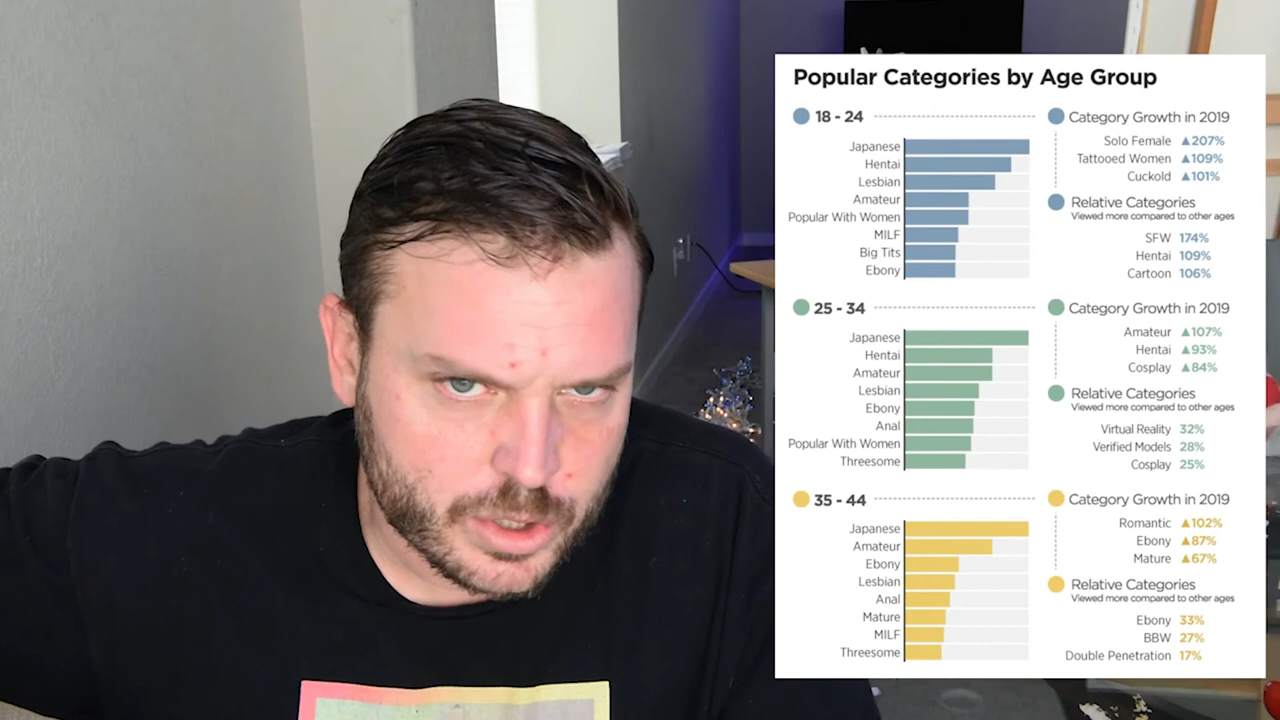 Popular Categories by Age Group
18 - 24
Japanese
Hentai
Lesbian
Amateur
Popular With Women
MILF
Big Tits
Ebony
Category Growth in 2019
Solo Female ▲207%
Tattooed Women ▲109%
Cuckold ▲101%
Relative Categories
Viewed more compared to other ages
SFW 174%
Hentai 109%
Cartoon 106%
25 - 34
Japanese
Hentai
Amateur
Lesbian
Ebony
Anal
Popular With Women
Threesome
Category Growth in 2019
Amateur ▲107%
Hentai ▲93%
Cosplay ▲84%
Relative Categories
Viewed more compared to other ages
Virtual Reality 32%
Verified Models 28%
Cosplay 25%
35 - 44
Japanese
Amateur
Ebony
Lesbian
Anal
Mature
MILF
Threesome
Category Growth in 2019
Romantic ▲102%
Ebony ▲87%
Mature ▲67%
Relative Categories
Viewed more compared to other ages
Ebony 33%
BBW 27%
Double Penetration 17%